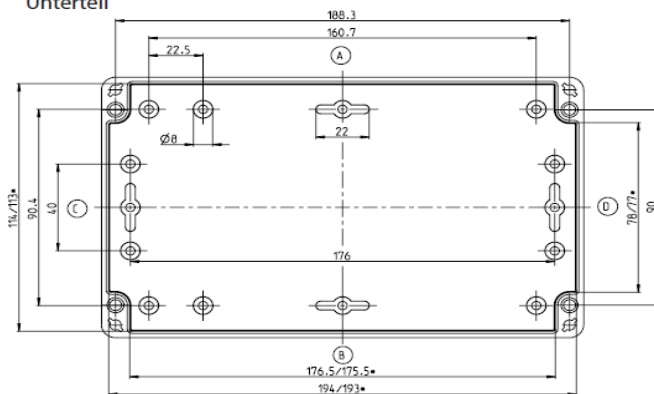 Unterteil
188.3
160.7
22.5
A
22
Ø8
114/113*
90.4
40
C
D
78/77*
90
176
B
176.5/175.5*
194/193*